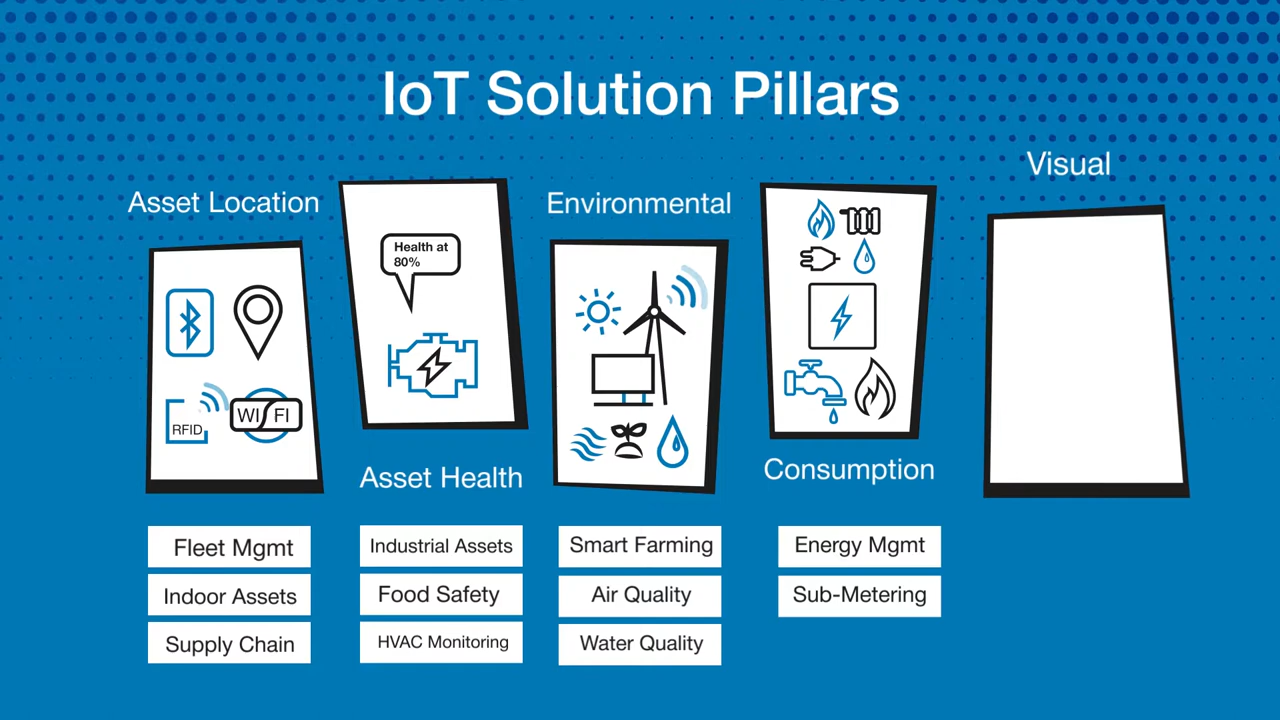 IoT Solution Pillars
Asset Location
RFID
WI FI
Fleet Mgmt
Indoor Assets
Supply Chain
Health at
80%
Asset Health
Industrial Assets
Food Safety
HVAC Monitoring
Environmental
Smart Farming
Air Quality
Water Quality
Consumption
Energy Mgmt
Sub-Metering
Visual